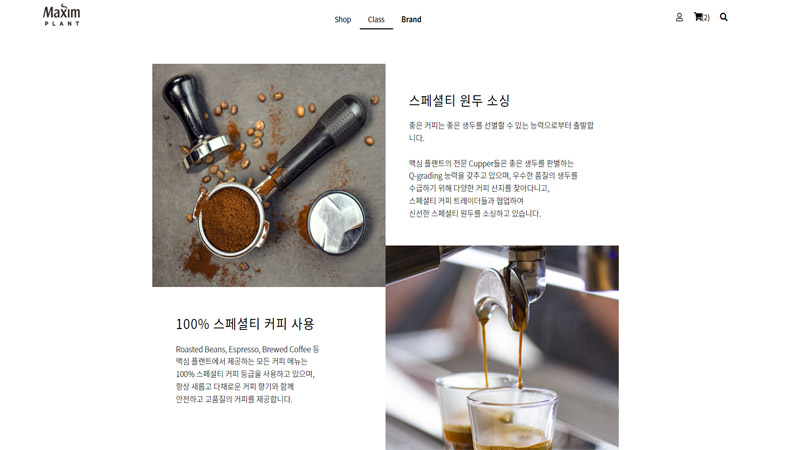 Maxim
PLANT
Shop
Class
Brand
(2)
스페셜티 원두 소싱
좋은 커피는 좋은 생두를 선별할 수 있는 능력으로부터 출발합
니다.
맥심 플랜트의 전문 Cupper들은 좋은 생두를 판별하는
Q-grading 능력을 갖추고 있으며, 우수한 품질의 생두를
수급하기 위해 다양한 커피 산지를 찾아다니고,
스페셜티 커피 트레이더들과 협업하여
신선한 스페셜티 원두를 소싱하고 있습니다.
100% 스페셜티 커피 사용
Roasted Beans, Espresso, Brewed Coffee 등
맥심 플랜트에서 제공하는 모든 커피 메뉴는
100% 스페셜티 커피 등급을 사용하고 있으며,
항상 새롭고 다채로운 커피 향기와 함께
안전하고 고품질의 커피를 제공합니다.